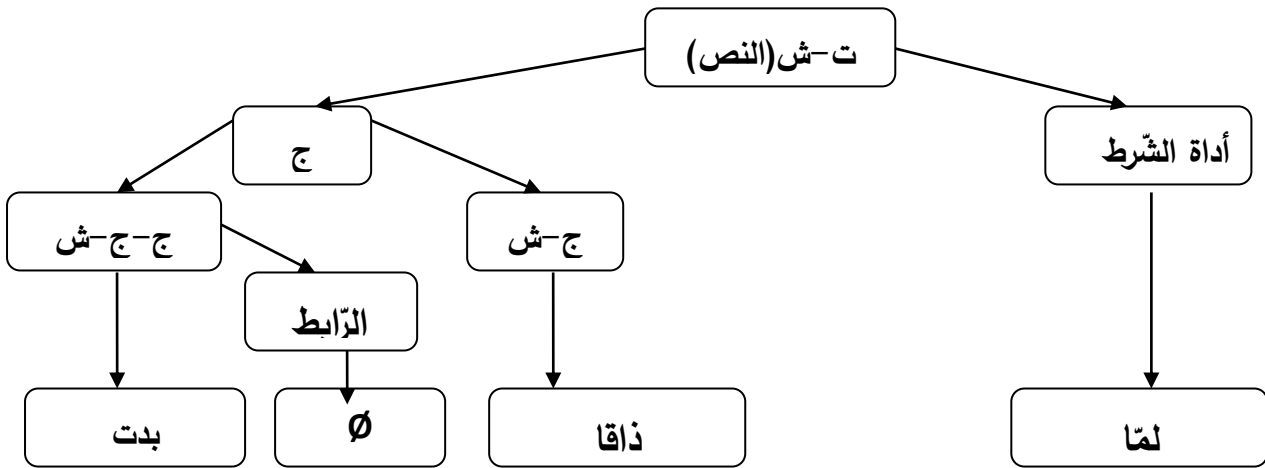 ت-ش(النص)
أداة الشّرط
ج
ج-ش
ج-ج-ش
الرّابط
لمّا
ذاقا
Ø
بدت